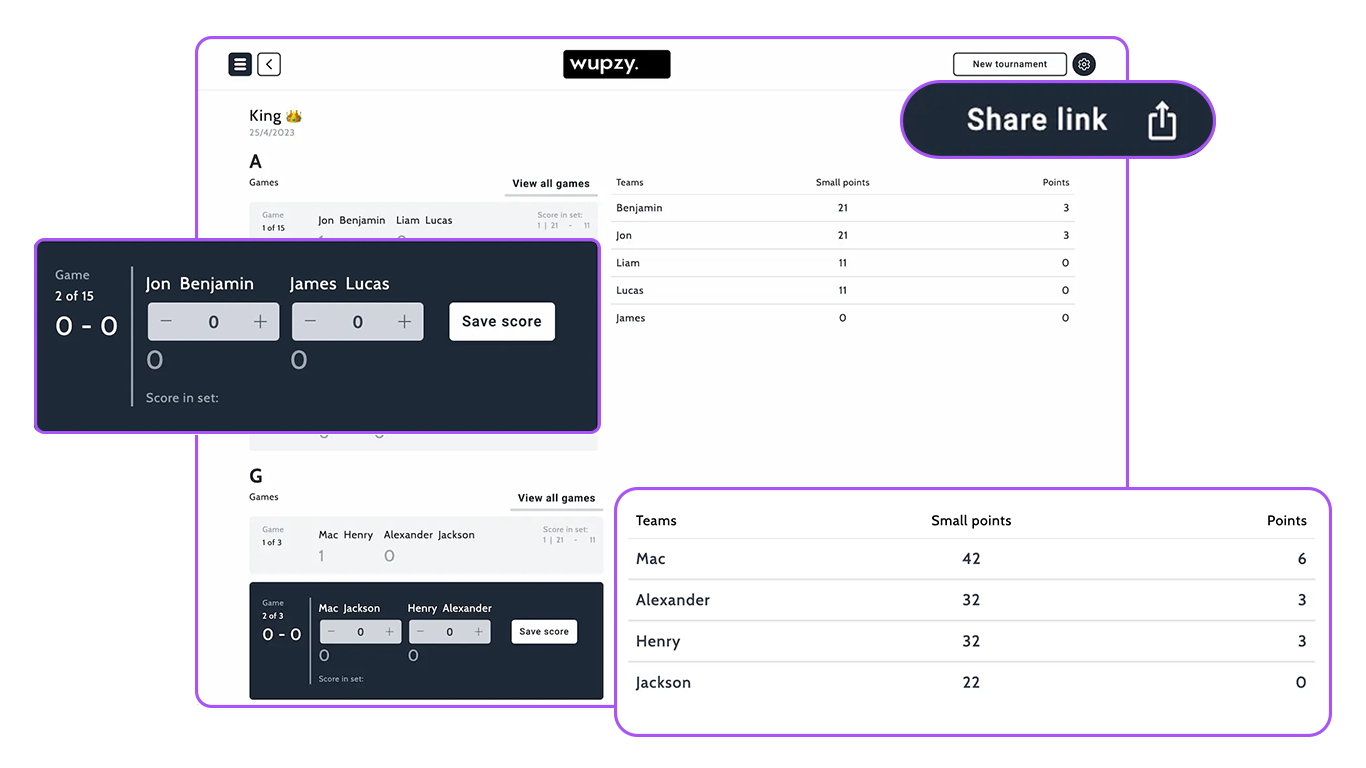 wupzy.
New tournament
Share link
King
25/4/2023
A
Games
View all games
Game
1 of 15
Jon Benjamin Liam Lucas
Score in set:
1 | 21 - 11
Game
2 of 15
0 - 0
Jon Benjamin James Lucas
− 0 + − 0 +
Save score
0 0
Score in set:
Teams Small points Points
Benjamin 21 3
Jon 21 3
Liam 11 0
Lucas 11 0
James 0 0
G
Games
View all games
Game
1 of 3
Mac Henry Alexander Jackson
1 0
Score in set:
1 | 21 - 11
Game
2 of 3
0 - 0
Mac Jackson Henry Alexander
− 0 + − 0 +
Save score
0 0
Score in set:
Teams Small points Points
Mac 42 6
Alexander 32 3
Henry 32 3
Jackson 22 0